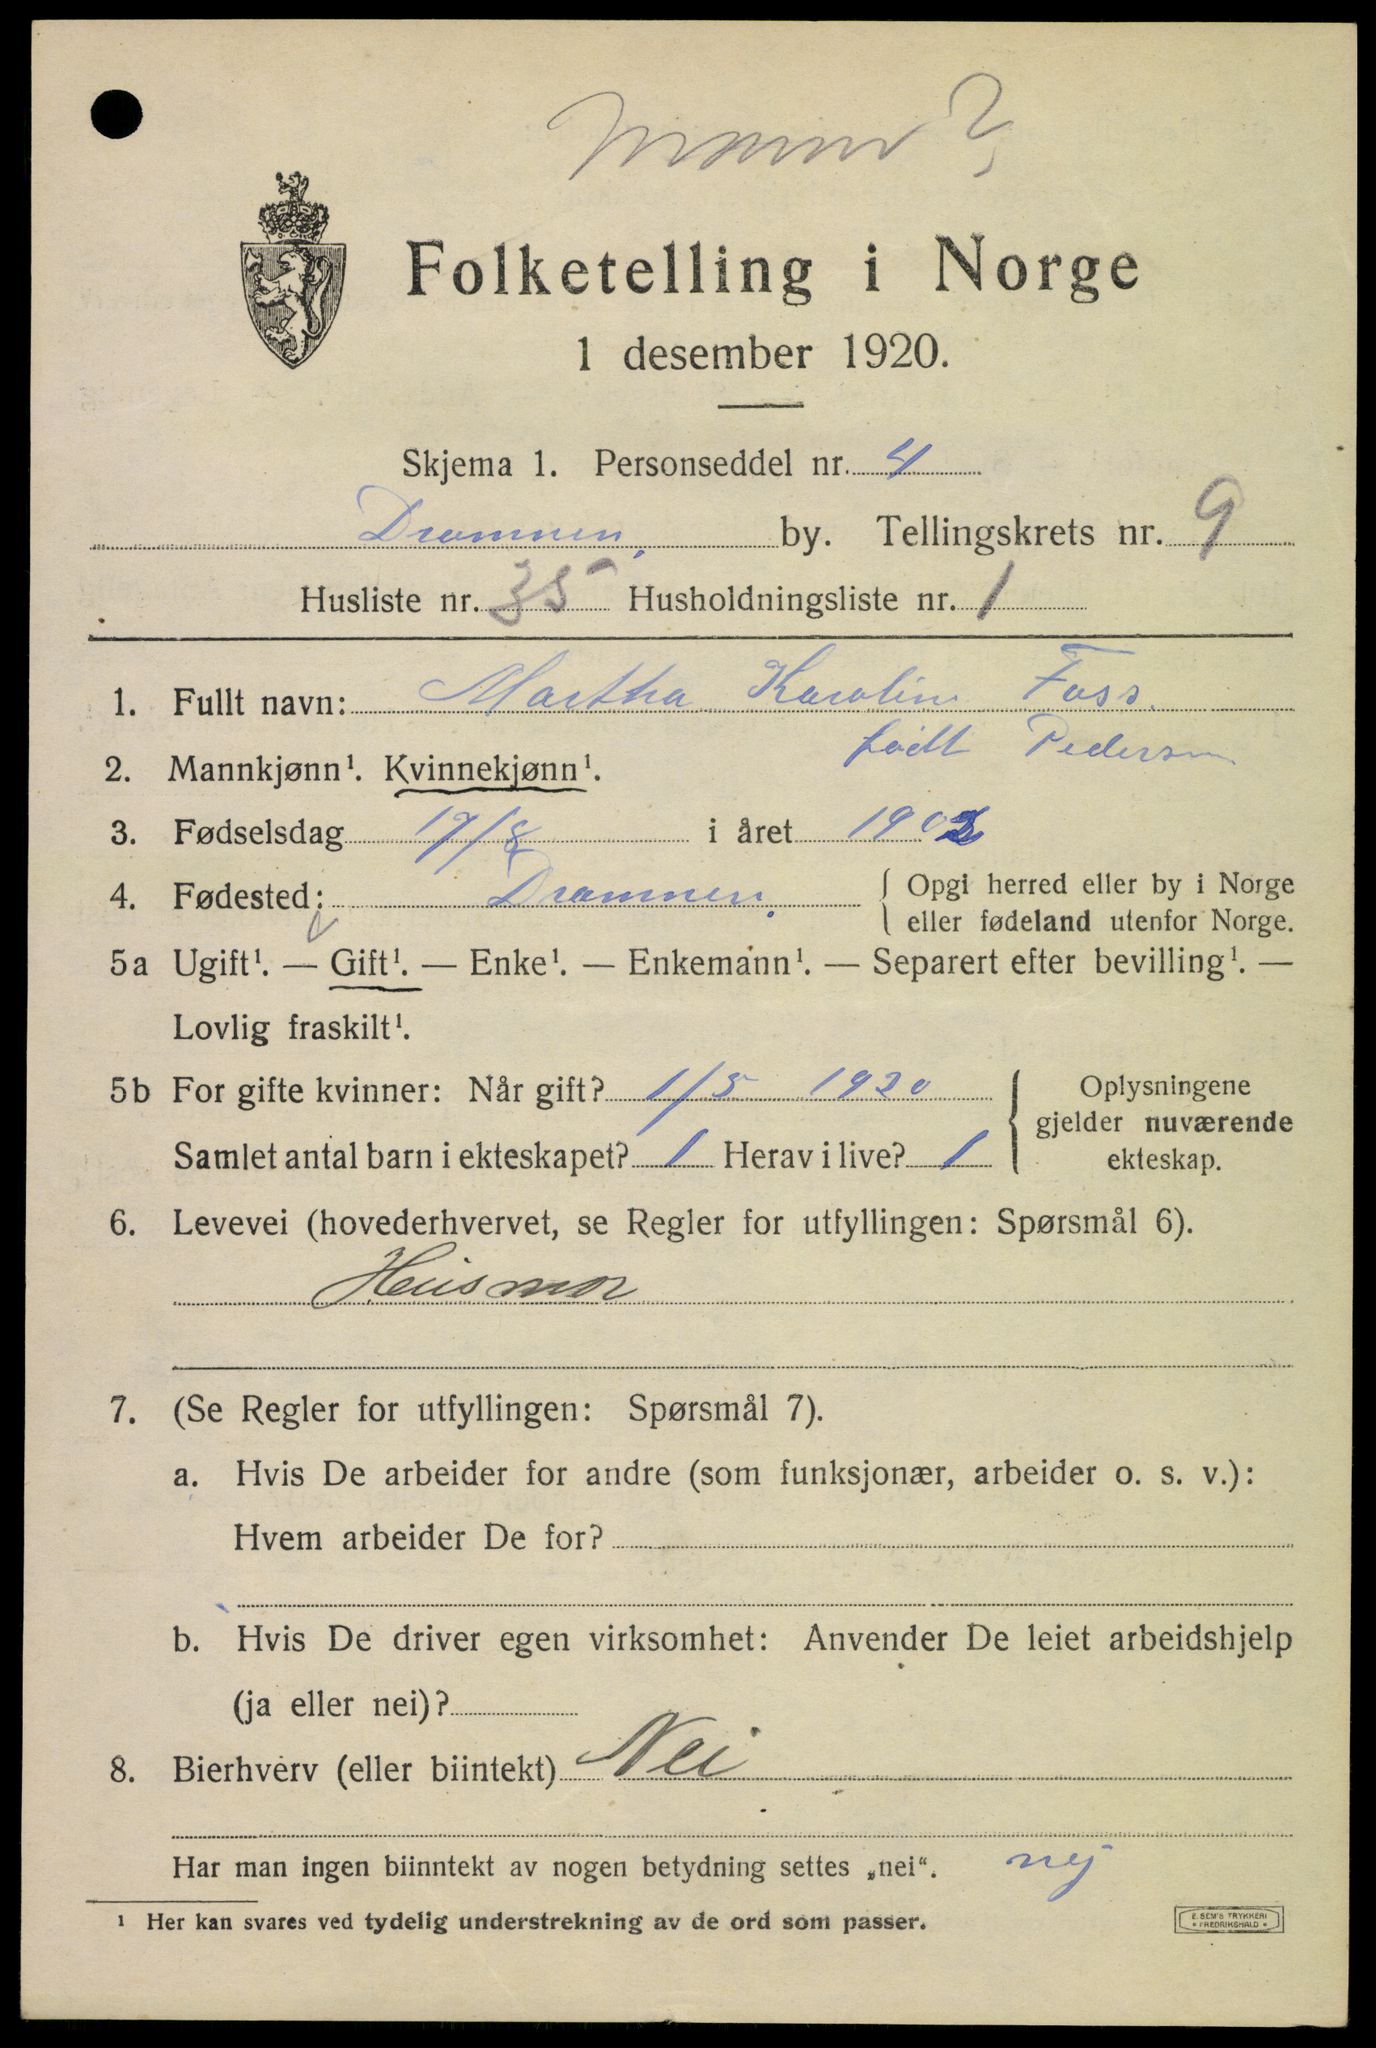 Folketelling i Norge
1 desember 1920.
Skjema 1. Personseddel nr. 4
Drammen, by. Tellingskrets nr. 9
Husliste nr. 35 Husholdningsliste nr. 1
1. Fullt navn: Martha Karolin Foss.
født Pedersen
2. Mannkjønn¹. Kvinnekjønn¹.
3. Fødselsdag 19/8 i året 1902
4. Fødested: Drammen. { Opgi herred eller by i Norge
eller fødeland utenfor Norge.
5a Ugift¹. — Gift¹. — Enke¹. — Enkemann¹. — Separert efter bevilling¹. —
Lovlig fraskilt¹.
5b For gifte kvinner: Når gift? 1/5 1920
Samlet antal barn i ekteskapet? 1 Herav i live? 1
Oplysningene
gjelder nuværende
ekteskap.
6. Levevei (hovederhvervet, se Regler for utfyllingen: Spørsmål 6).
Husmor
7. (Se Regler for utfyllingen: Spørsmål 7).
a. Hvis De arbeider for andre (som funksjonær, arbeider o. s. v.):
Hvem arbeider De for?
b. Hvis De driver egen virksomhet: Anvender De leiet arbeidshjelp
(ja eller nei)?
8. Bierhverv (eller biintekt) Nei
Har man ingen biinntekt av nogen betydning settes „nei“. nej
¹ Her kan svares ved tydelig understrekning av de ord som passer.
E. SEM'S TRYKKERI
• FREDRIKSHALD •